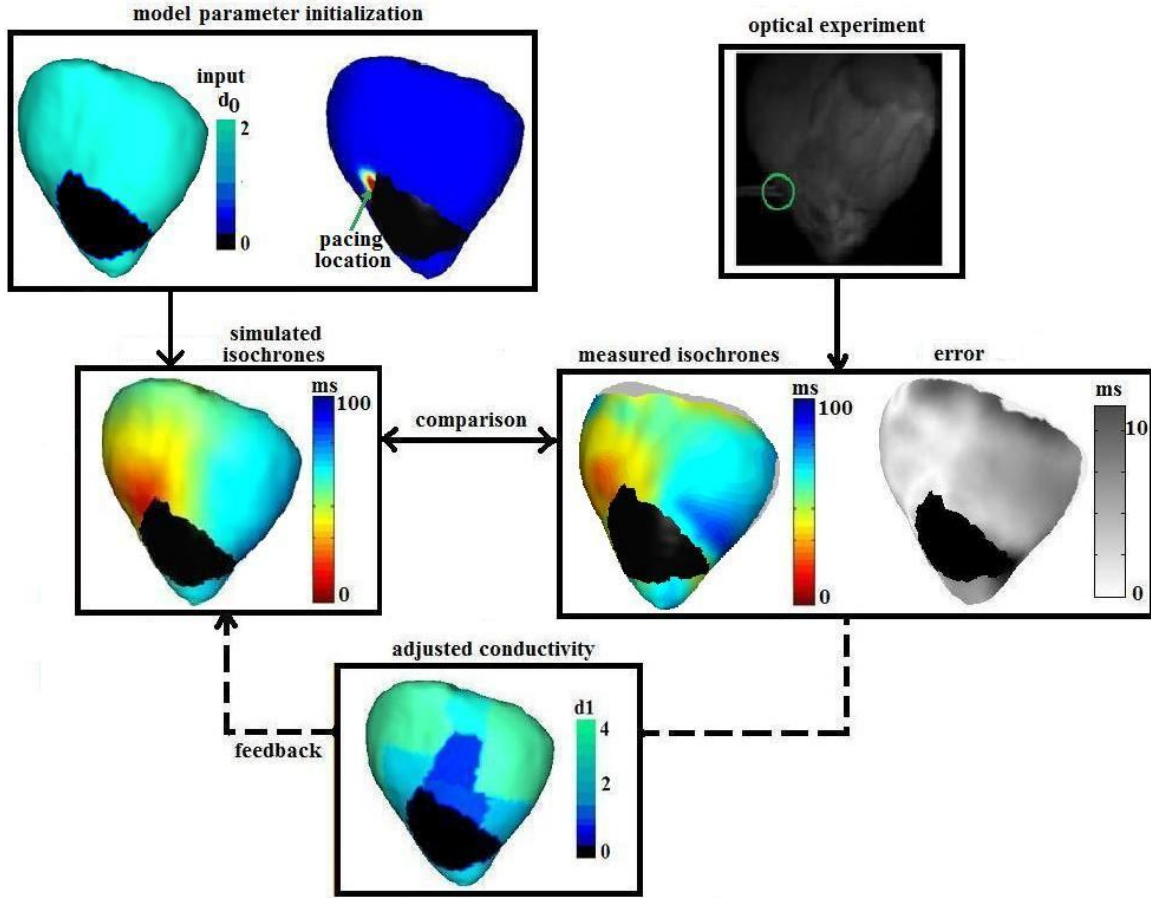 model parameter initialization
optical experiment
input
d0
2
0
pacing
location
simulated
isochrones
ms
100
0
comparison
measured isochrones
error
ms
100
0
ms
10
0
adjusted conductivity
d1
4
2
0
feedback